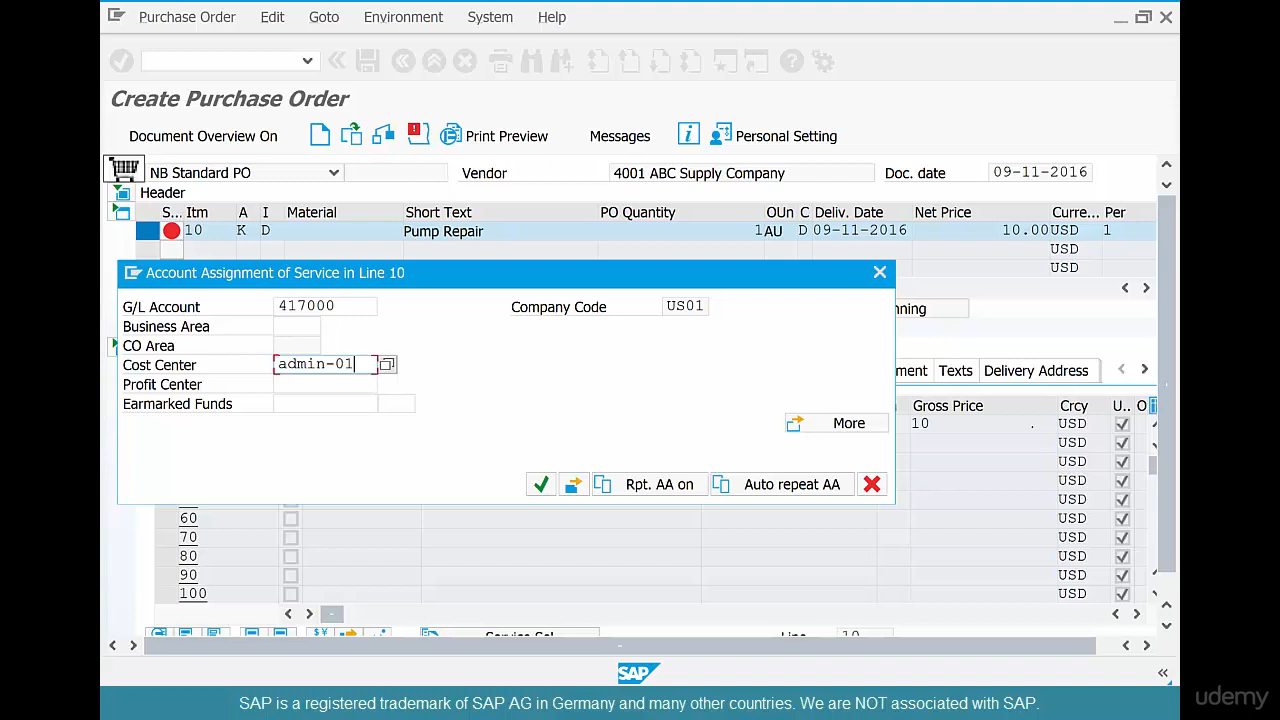 Purchase Order Edit Goto Environment System Help
Create Purchase Order
Document Overview On Print Preview Messages Personal Setting
NB Standard PO Vendor 4001 ABC Supply Company Doc. date 09-11-2016
Header
S... Itm A I Material Short Text PO Quantity OUn C Deliv. Date Net Price Curre... Per
10 K D Pump Repair 1 AU D 09-11-2016 10.00 USD 1
USD
USD
Account Assignment of Service in Line 10
G/L Account 417000 Company Code US01
Business Area
CO Area
Cost Center admin-01
Profit Center
Earmarked Funds
More
Rpt. AA on Auto repeat AA
nning
ment Texts Delivery Address
Gross Price Crcy U.. O
10 . USD
USD
USD
USD
USD
60 USD
70 USD
80 USD
90 USD
100 USD
Line 10
SAP
SAP is a registered trademark of SAP AG in Germany and many other countries. We are NOT associated with SAP.
udemy